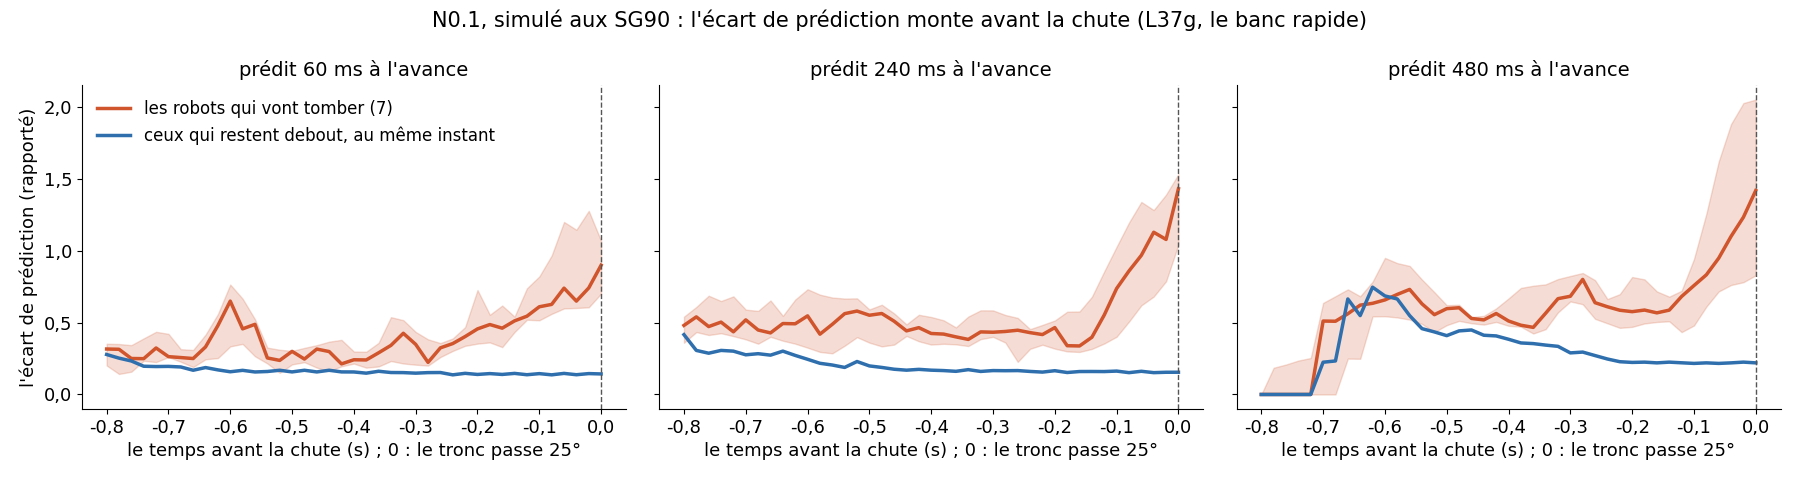 N0.1, simulé aux SG90 : l'écart de prédiction monte avant la chute (L37g, le banc rapide)
prédit 60 ms à l'avance
prédit 240 ms à l'avance
prédit 480 ms à l'avance
l'écart de prédiction (rapporté)
2,0
1,5
1,0
0,5
0,0
les robots qui vont tomber (7)
ceux qui restent debout, au même instant
-0,8 -0,7 -0,6 -0,5 -0,4 -0,3 -0,2 -0,1 0,0
le temps avant la chute (s) ; 0 : le tronc passe 25°
-0,8 -0,7 -0,6 -0,5 -0,4 -0,3 -0,2 -0,1 0,0
le temps avant la chute (s) ; 0 : le tronc passe 25°
-0,8 -0,7 -0,6 -0,5 -0,4 -0,3 -0,2 -0,1 0,0
le temps avant la chute (s) ; 0 : le tronc passe 25°